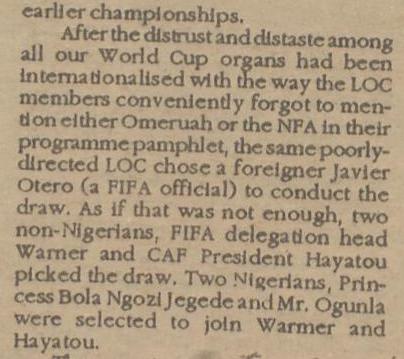 earlier championships.
After the distrust and distaste among
all our World Cup organs had been
internationalised with the way the LOC
members conveniently forgot to men-
tion either Omeruah or the NFA in their
programme pamphlet, the same poorly-
directed LOC chose a foreigner Javier
Otero (a FIFA official) to conduct the
draw. As if that was not enough, two
non-Nigerians, FIFA delegation head
Warner and CAF President Hayatou
picked the draw. Two Nigerians, Prin-
cess Bola Ngozi Jegede and Mr. Ogunla
were selected to join Warmer and
Hayatou.